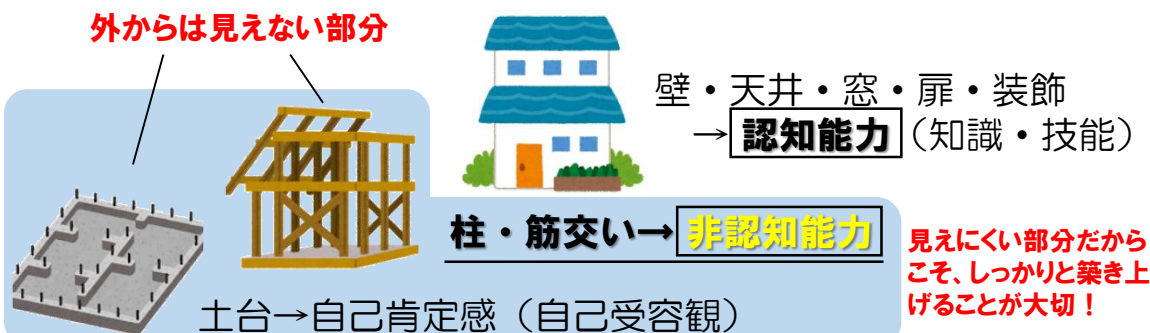 外からは見えない部分
壁・天井・窓・扉・装飾
→認知能力(知識・技能)
柱・筋交い→非認知能力
見えにくい部分だから
こそ、しっかりと築き上
げることが大切！
土台→自己肯定感（自己受容観）